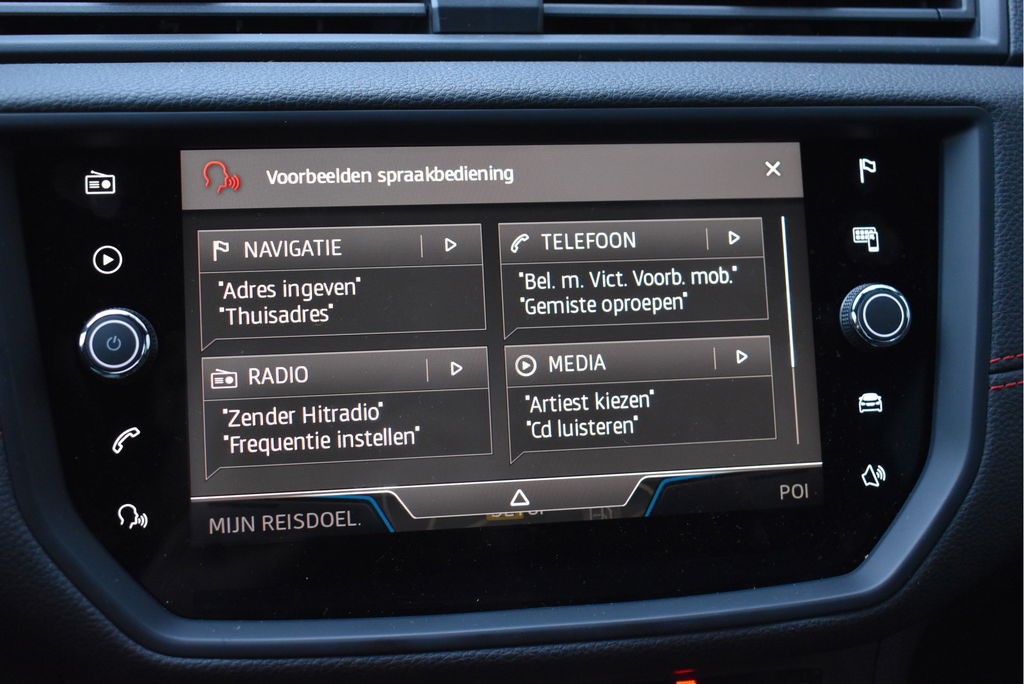 Voorbeelden spraakbediening
NAVIGATIE
"Adres ingeven"
"Thuisadres"
TELEFOON
"Bel. m. Vict. Voorb. mob."
"Gemiste oproepen"
RADIO
"Zender Hitradio"
"Frequentie instellen"
MEDIA
"Artiest kiezen"
"Cd luisteren"
MIJN REISDOEL.
POI